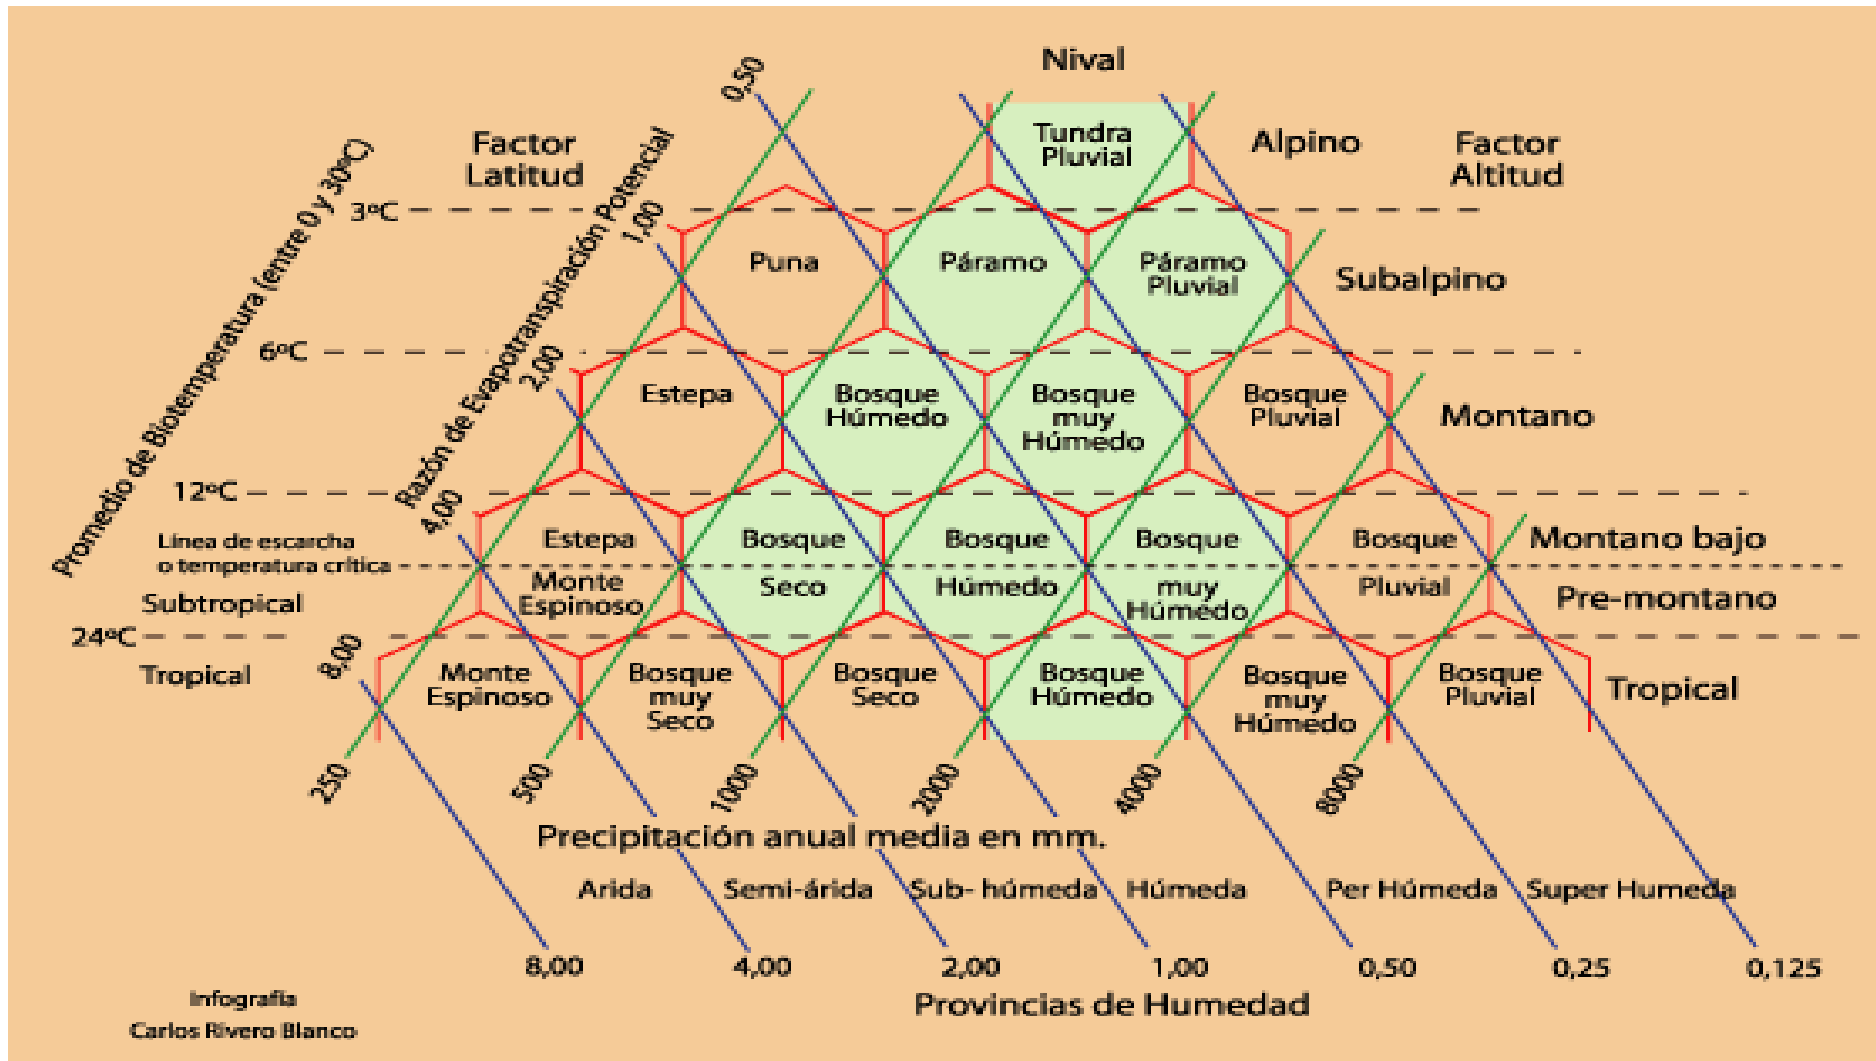 Nival
0,50
Tundra
Pluvial
Alpino
Factor
Latitud
Factor
Altitud
Promedio de Biotemperatura (entre 0 y 30ºC)
Razón de Evapotranspiración Potencial
3ºC
1,00
Puna
Páramo
Páramo
Pluvial
Subalpino
6ºC
2,00
Estepa
Bosque
Húmedo
Bosque
muy
Húmedo
Bosque
Pluvial
Montano
12ºC
4,00
Línea de escarcha
o temperatura crítica
Estepa
Bosque
Bosque
Bosque
Bosque
Montano bajo
Subtropical
Monte
Espinoso
Seco
Húmedo
muy
Húmedo
Pluvial
Pre-montano
24ºC
8,00
Tropical
Monte
Espinoso
Bosque
muy
Seco
Bosque
Seco
Bosque
Húmedo
Bosque
muy
Húmedo
Bosque
Pluvial
Tropical
250
500
1000
2000
4000
8000
Precipitación anual media en mm.
Arida
Semi-árida
Sub- húmeda
Húmeda
Per Húmeda
Super Humeda
8,00
4,00
2,00
1,00
0,50
0,25
0,125
Provincias de Humedad
Infografía
Carlos Rivero Blanco